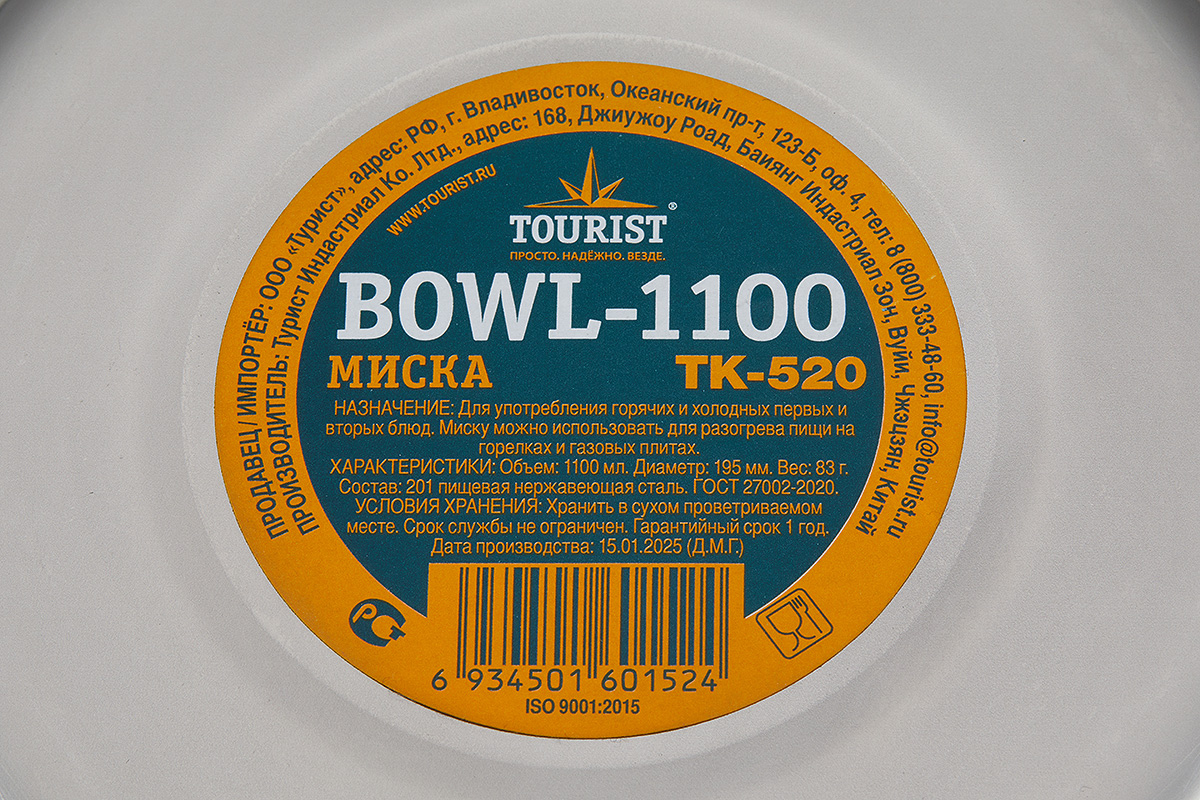 ПРОДАВЕЦ / ИМПОРТЁР: ООО «Турист», адрес: РФ, г. Владивосток, Океанский пр-т, 123-Б, оф. 4, тел: 8 (800) 333-48-60, info@tourist.ru
ПРОИЗВОДИТЕЛЬ: Турист Индастриал Ко. Лтд., адрес: 168, Джиужоу Роад, Баиянг Индастриал Зон, Вуйи, Чжэцзян, Китай
WWW.TOURIST.RU
TOURIST®
ПРОСТО. НАДЁЖНО. ВЕЗДЕ.
BOWL-1100
МИСКА TK-520
НАЗНАЧЕНИЕ: Для употребления горячих и холодных первых и
вторых блюд. Миску можно использовать для разогрева пищи на
горелках и газовых плитах.
ХАРАКТЕРИСТИКИ: Объем: 1100 мл. Диаметр: 195 мм. Вес: 83 г.
Состав: 201 пищевая нержавеющая сталь. ГОСТ 27002-2020.
УСЛОВИЯ ХРАНЕНИЯ: Хранить в сухом проветриваемом
месте. Срок службы не ограничен. Гарантийный срок 1 год.
Дата производства: 15.01.2025 (Д.М.Г.)
РСТ
6 934501 601524
ISO 9001:2015